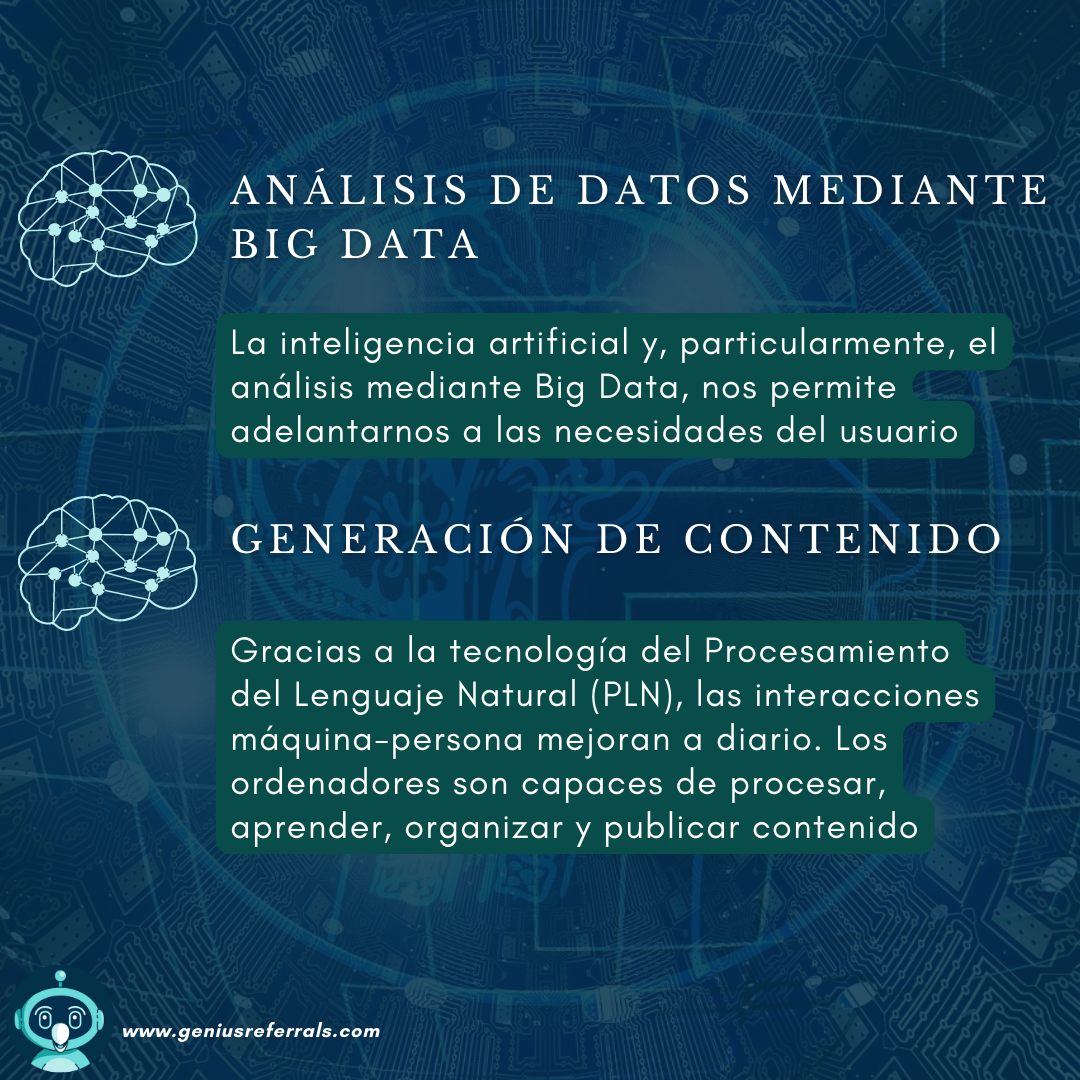 ANÁLISIS DE DATOS MEDIANTE
BIG DATA
La inteligencia artificial y, particularmente, el
análisis mediante Big Data, nos permite
adelantarnos a las necesidades del usuario
GENERACIÓN DE CONTENIDO
Gracias a la tecnología del Procesamiento
del Lenguaje Natural (PLN), las interacciones
máquina-persona mejoran a diario. Los
ordenadores son capaces de procesar,
aprender, organizar y publicar contenido
www.geniusreferrals.com